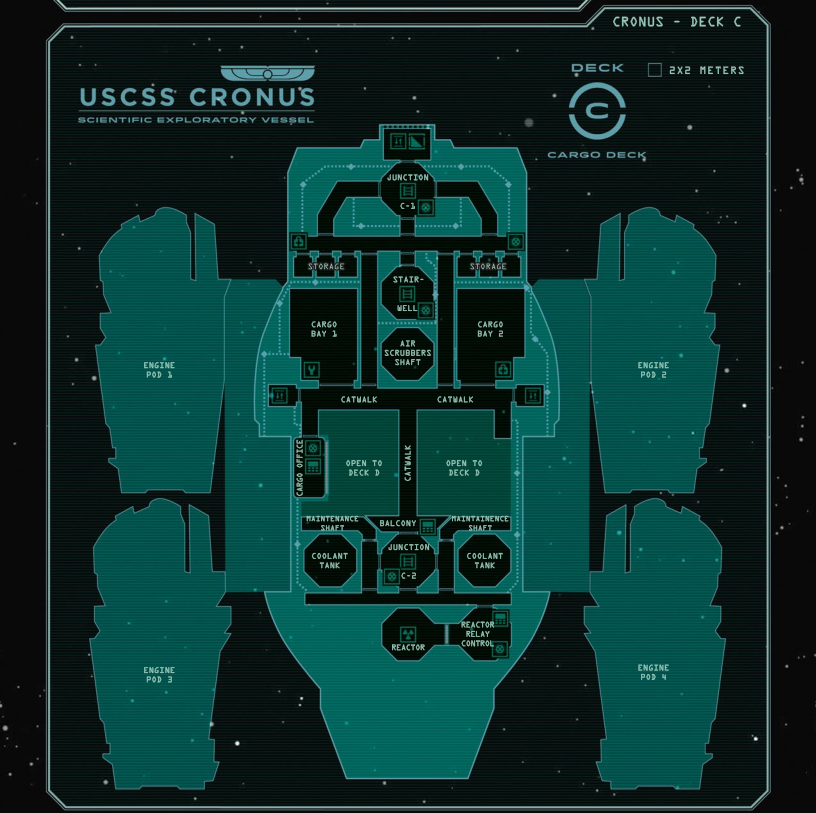 CRONUS - DECK C
DECK
2X2 METERS
USCSS CRONUS
SCIENTIFIC EXPLORATORY VESSEL
C
CARGO DECK
JUNCTION
C-1
STORAGE
STORAGE
STAIR-
WELL
CARGO
BAY 1
CARGO
BAY 2
AIR
SCRUBBERS
SHAFT
ENGINE
POD 1
ENGINE
POD 2
CATWALK
CATWALK
CARGO OFFICE
OPEN TO
DECK D
CATWALK
OPEN TO
DECK D
MAINTENANCE
SHAFT
BALCONY
MAINTAINENCE
SHAFT
COOLANT
TANK
JUNCTION
C-2
COOLANT
TANK
REACTOR
REACTOR
RELAY
CONTROL
ENGINE
POD 3
ENGINE
POD 4